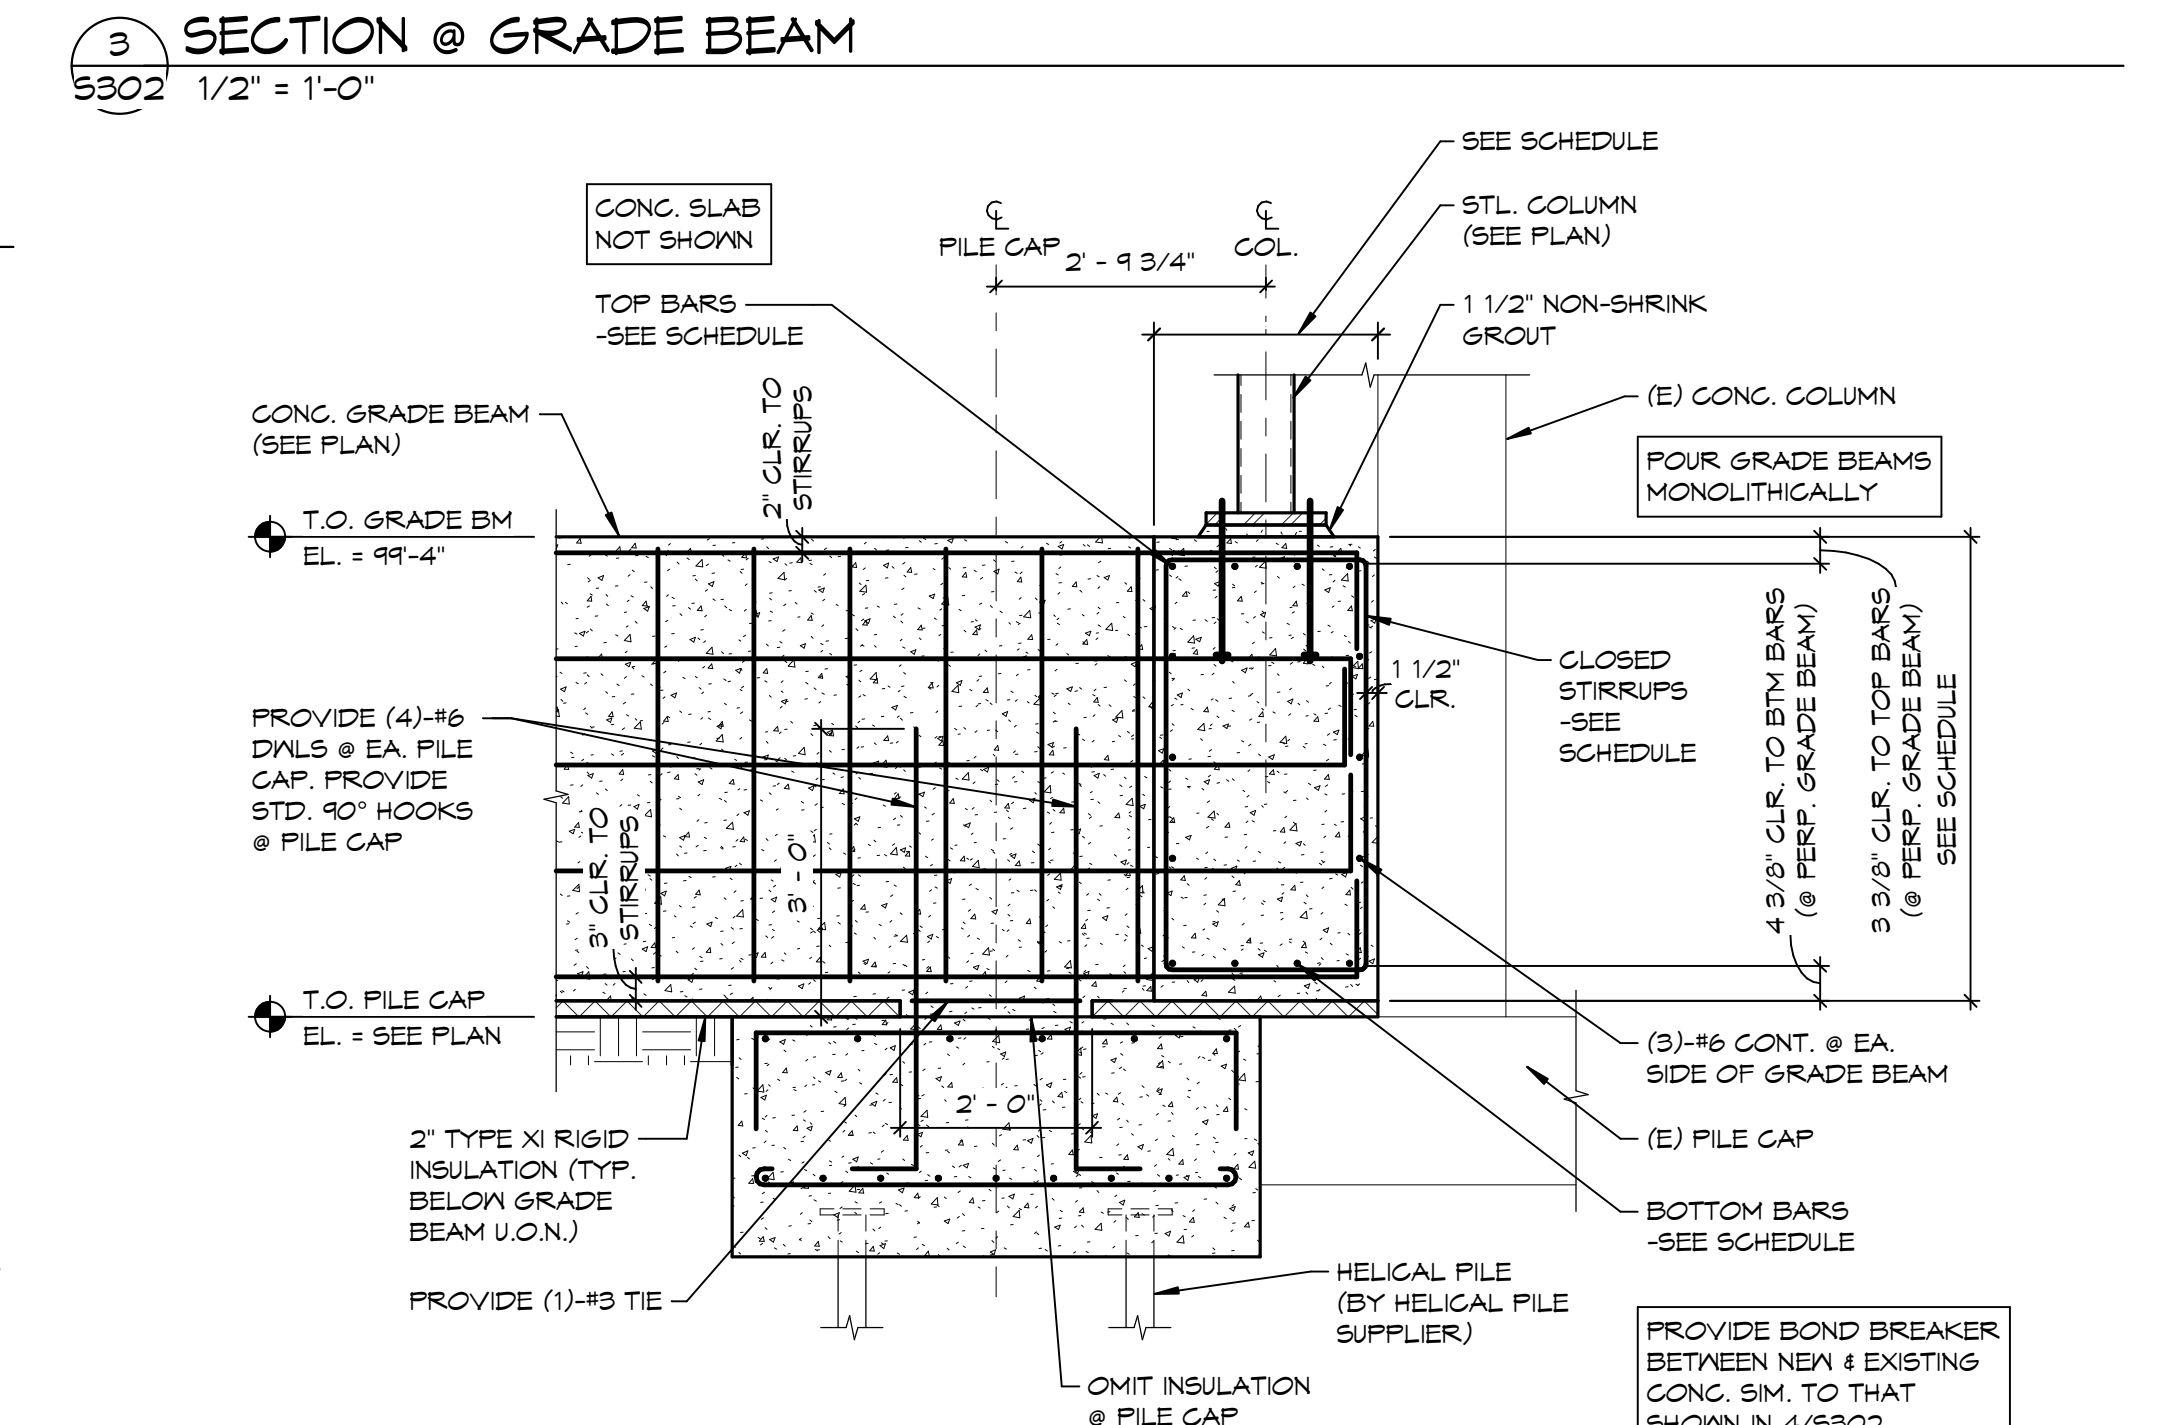 3
S302
SECTION @ GRADE BEAM
1/2" = 1'-0"
CONC. SLAB
NOT SHOWN
TOP BARS
-SEE SCHEDULE
℄
PILE CAP
2' - 9 3/4"
℄
COL.
SEE SCHEDULE
STL. COLUMN
(SEE PLAN)
1 1/2" NON-SHRINK
GROUT
(E) CONC. COLUMN
POUR GRADE BEAMS
MONOLITHICALLY
CONC. GRADE BEAM
(SEE PLAN)
2" CLR. TO
STIRRUPS
T.O. GRADE BM
EL. = 99'-4"
PROVIDE (4)-#6
DWLS @ EA. PILE
CAP. PROVIDE
STD. 90° HOOKS
@ PILE CAP
3" CLR. TO
STIRRUPS
3' - 0"
1 1/2"
CLR.
CLOSED
STIRRUPS
-SEE
SCHEDULE
4 3/8" CLR. TO BTM BARS
(@ PERP. GRADE BEAM)
3 3/8" CLR. TO TOP BARS
(@ PERP. GRADE BEAM)
SEE SCHEDULE
T.O. PILE CAP
EL. = SEE PLAN
2' - 0"
2" TYPE XI RIGID
INSULATION (TYP.
BELOW GRADE
BEAM U.O.N.)
PROVIDE (1)-#3 TIE
(3)-#6 CONT. @ EA.
SIDE OF GRADE BEAM
(E) PILE CAP
BOTTOM BARS
-SEE SCHEDULE
HELICAL PILE
(BY HELICAL PILE
SUPPLIER)
OMIT INSULATION
@ PILE CAP
PROVIDE BOND BREAKER
BETWEEN NEW & EXISTING
CONC. SIM. TO THAT
SHOWN IN 4/S302